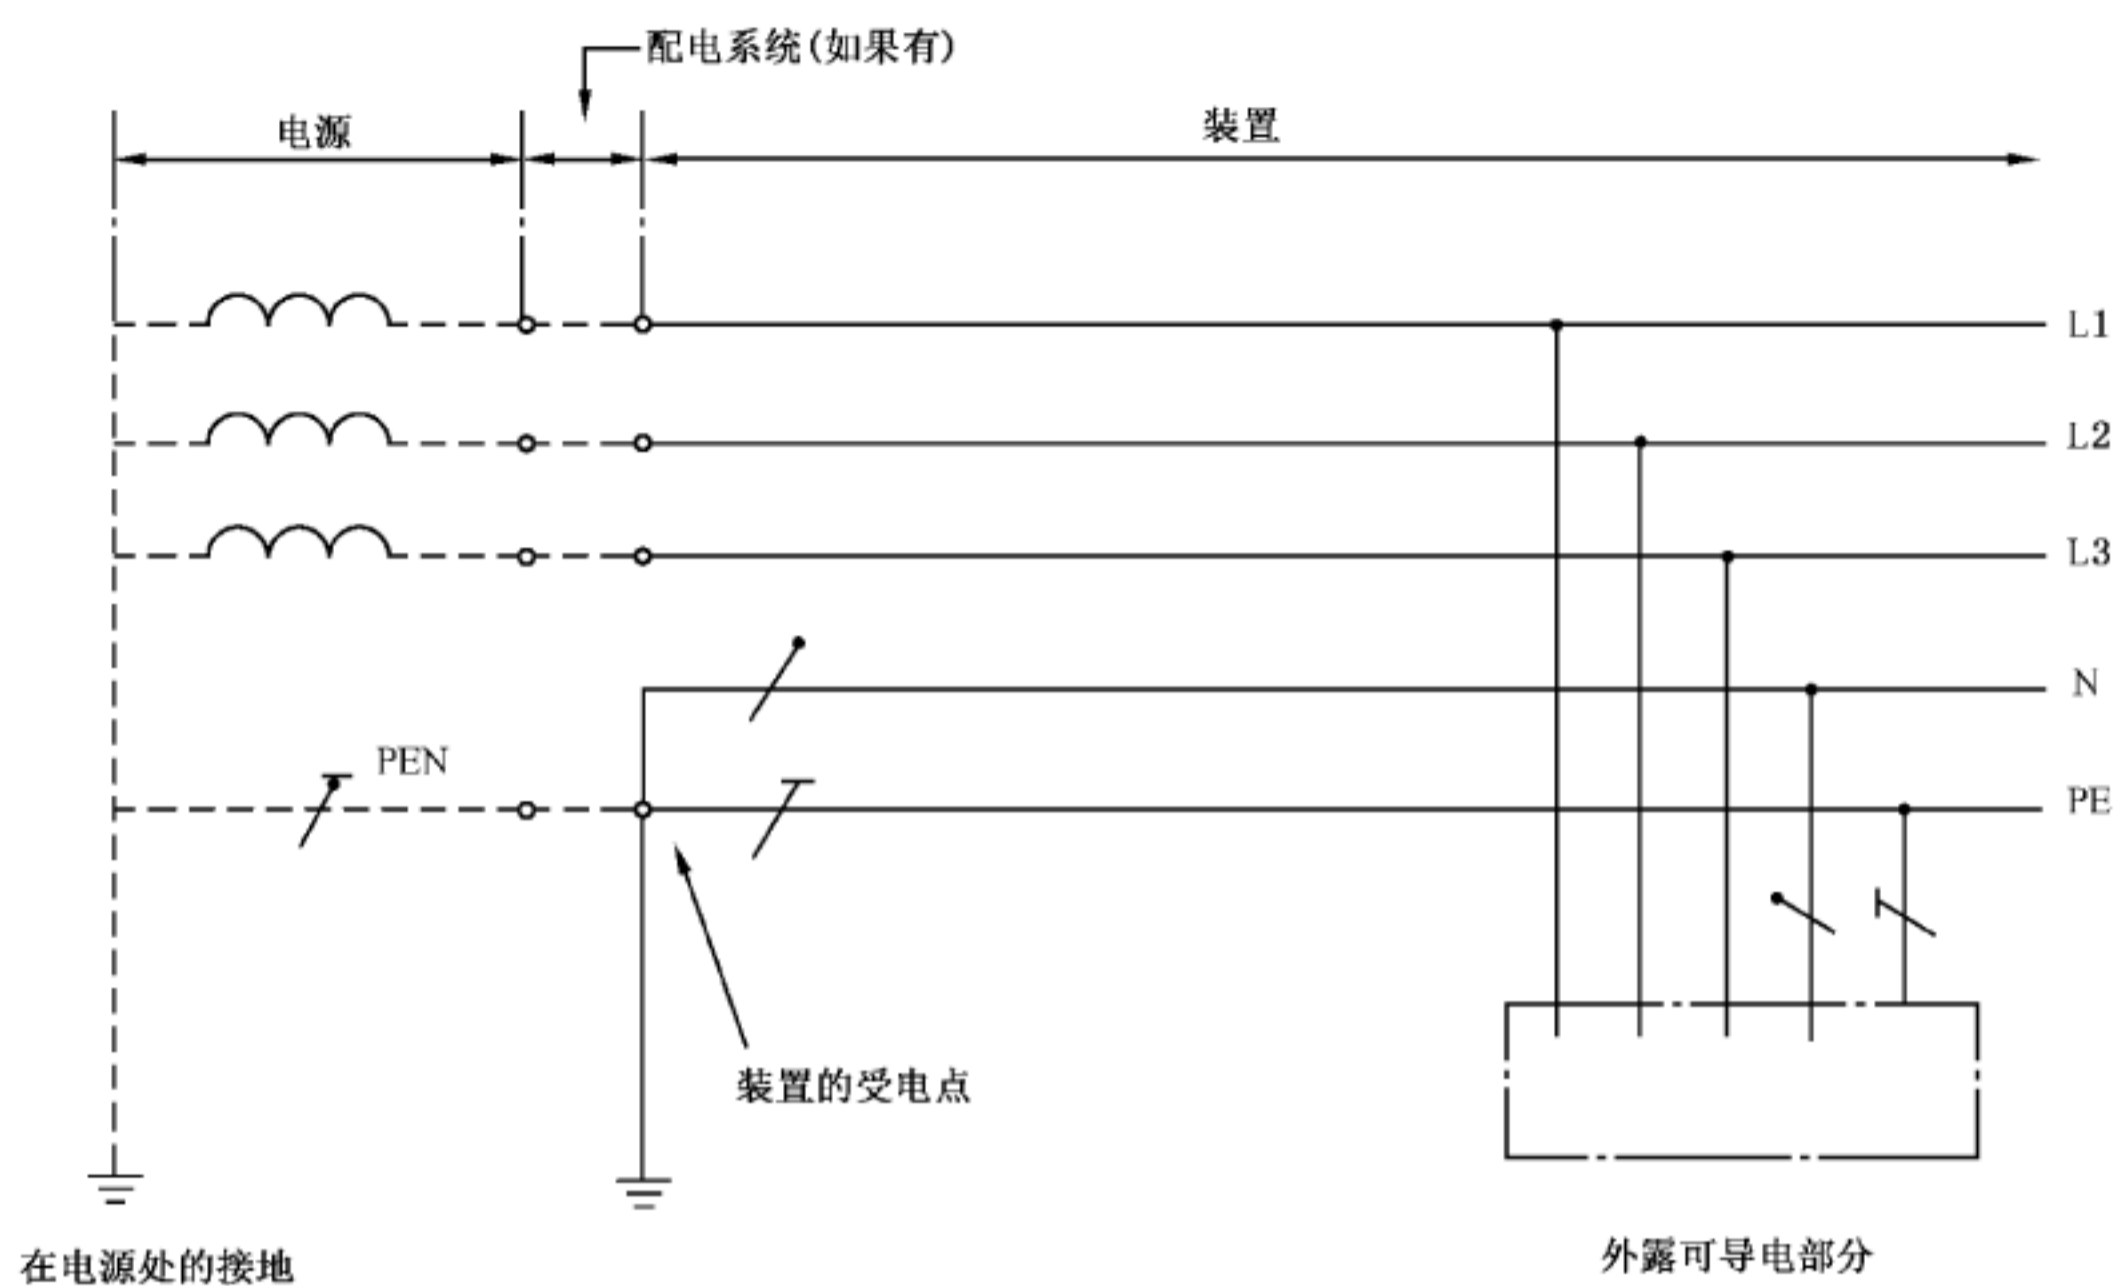 配电系统(如果有)
电源
装置
L1
L2
L3
N
PEN
PE
装置的受电点
在电源处的接地
外露可导电部分